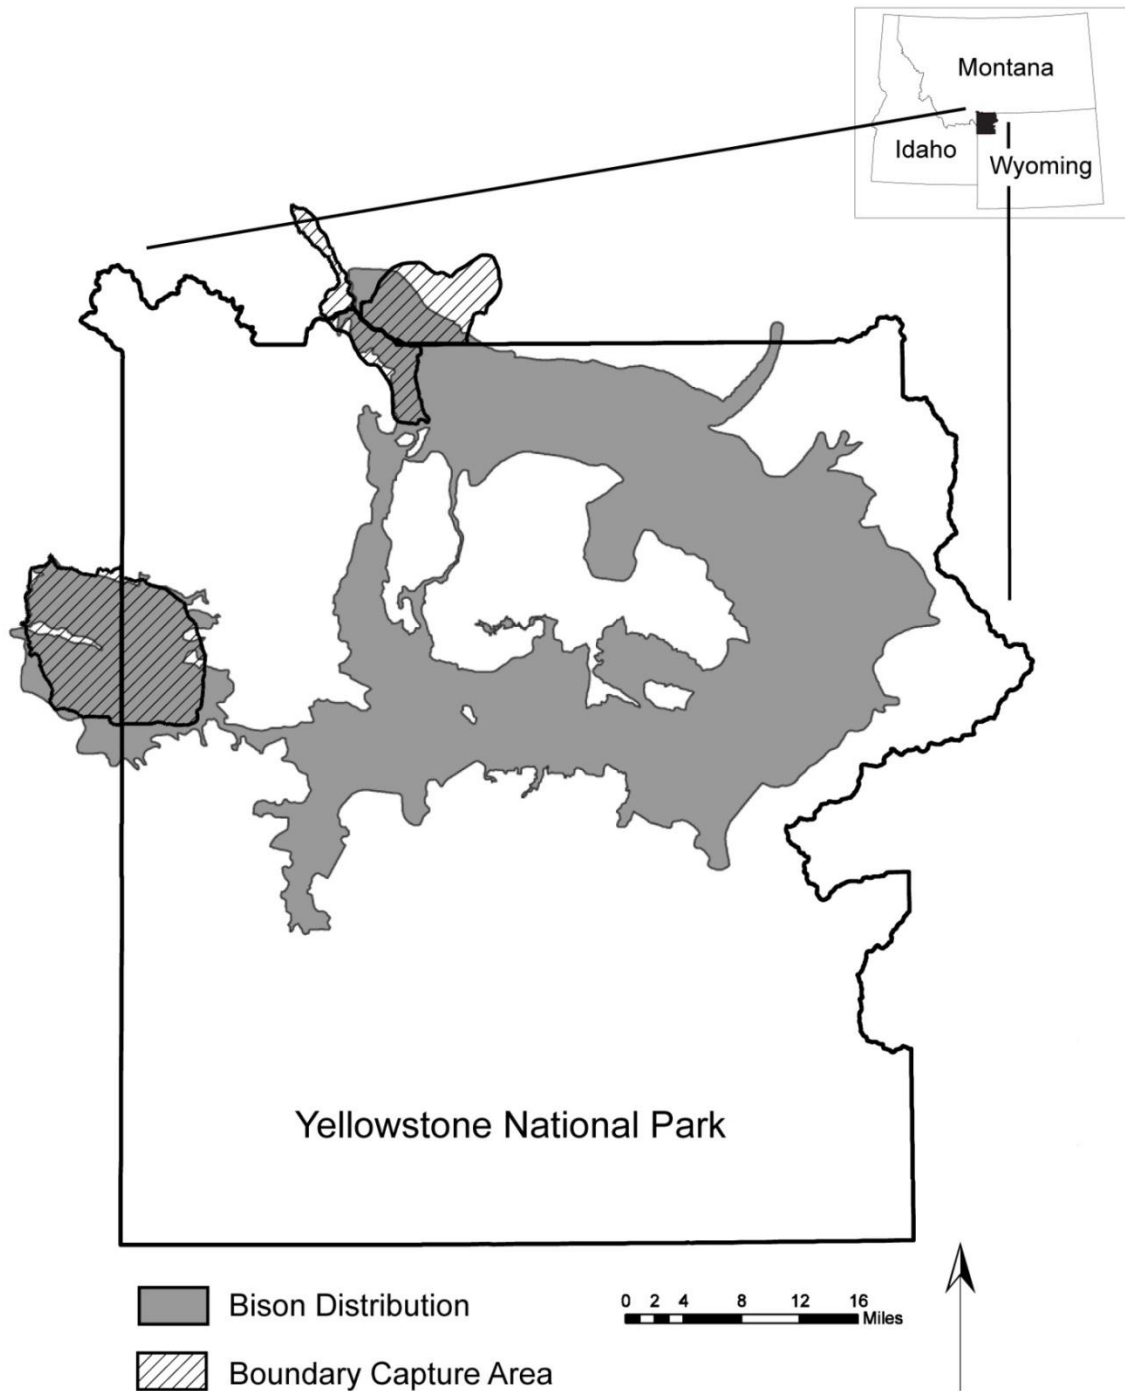 Montana
Idaho
Wyoming
Yellowstone National Park
Bison Distribution
Boundary Capture Area
0 2 4 8 12 16
Miles